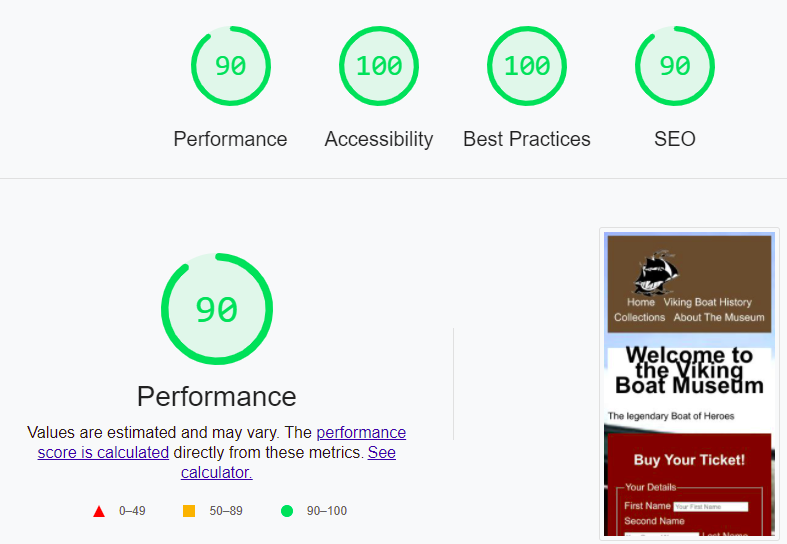 90
100
100
90
Performance
Accessibility
Best Practices
SEO
90
Performance
Values are estimated and may vary. The performance
score is calculated directly from these metrics. See
calculator.
0–49
50–89
90–100
Home Viking Boat History
Collections About The Museum
Welcome to
the Viking
Boat Museum
The legendary Boat of Heroes
Buy Your Ticket!
Your Details
First Name Your First Name
Second Name
Last Name